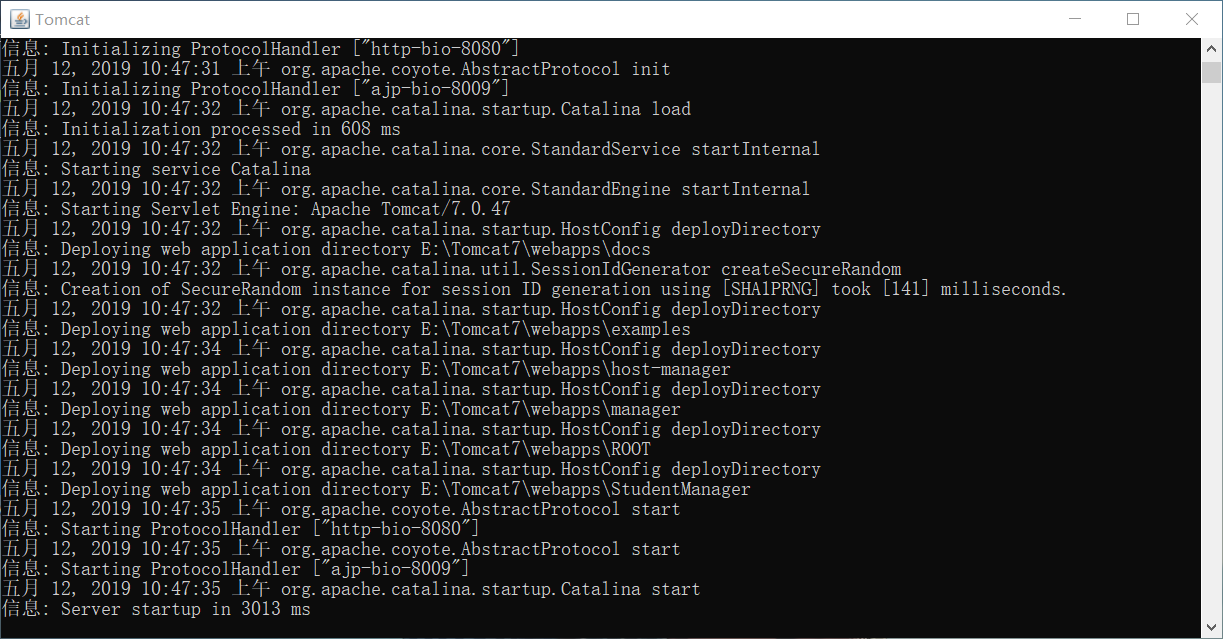 Tomcat
信息: Initializing ProtocolHandler ["http-bio-8080"]
五月 12, 2019 10:47:31 上午 org.apache.coyote.AbstractProtocol init
信息: Initializing ProtocolHandler ["ajp-bio-8009"]
五月 12, 2019 10:47:32 上午 org.apache.catalina.startup.Catalina load
信息: Initialization processed in 608 ms
五月 12, 2019 10:47:32 上午 org.apache.catalina.core.StandardService startInternal
信息: Starting service Catalina
五月 12, 2019 10:47:32 上午 org.apache.catalina.core.StandardEngine startInternal
信息: Starting Servlet Engine: Apache Tomcat/7.0.47
五月 12, 2019 10:47:32 上午 org.apache.catalina.startup.HostConfig deployDirectory
信息: Deploying web application directory E:\Tomcat7\webapps\docs
五月 12, 2019 10:47:32 上午 org.apache.catalina.util.SessionIdGenerator createSecureRandom
信息: Creation of SecureRandom instance for session ID generation using [SHA1PRNG] took [141] milliseconds.
五月 12, 2019 10:47:32 上午 org.apache.catalina.startup.HostConfig deployDirectory
信息: Deploying web application directory E:\Tomcat7\webapps\examples
五月 12, 2019 10:47:34 上午 org.apache.catalina.startup.HostConfig deployDirectory
信息: Deploying web application directory E:\Tomcat7\webapps\host-manager
五月 12, 2019 10:47:34 上午 org.apache.catalina.startup.HostConfig deployDirectory
信息: Deploying web application directory E:\Tomcat7\webapps\manager
五月 12, 2019 10:47:34 上午 org.apache.catalina.startup.HostConfig deployDirectory
信息: Deploying web application directory E:\Tomcat7\webapps\ROOT
五月 12, 2019 10:47:34 上午 org.apache.catalina.startup.HostConfig deployDirectory
信息: Deploying web application directory E:\Tomcat7\webapps\StudentManager
五月 12, 2019 10:47:35 上午 org.apache.coyote.AbstractProtocol start
信息: Starting ProtocolHandler ["http-bio-8080"]
五月 12, 2019 10:47:35 上午 org.apache.coyote.AbstractProtocol start
信息: Starting ProtocolHandler ["ajp-bio-8009"]
五月 12, 2019 10:47:35 上午 org.apache.catalina.startup.Catalina start
信息: Server startup in 3013 ms